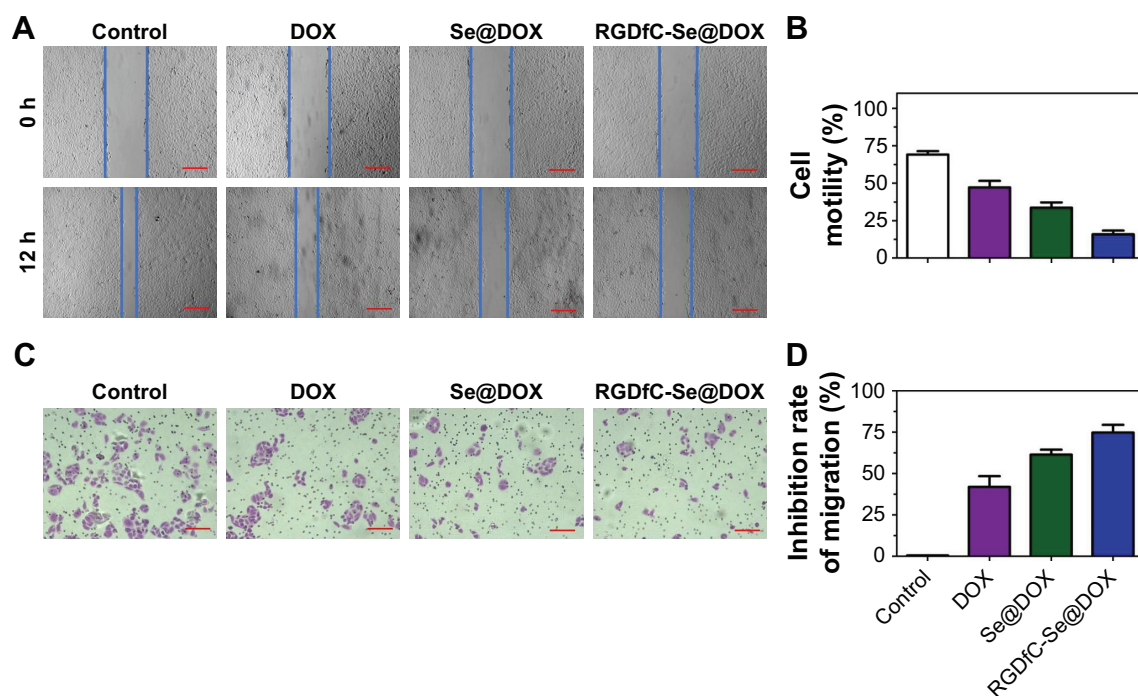 A
Control
DOX
Se@DOX
RGDfC-Se@DOX
0 h
12 h
B
Cell
motility (%)
100
75
50
25
0
C
Control
DOX
Se@DOX
RGDfC-Se@DOX
D
Inhibition rate
of migration (%)
100
75
50
25
0
Control
DOX
Se@DOX
RGDfC-Se@DOX